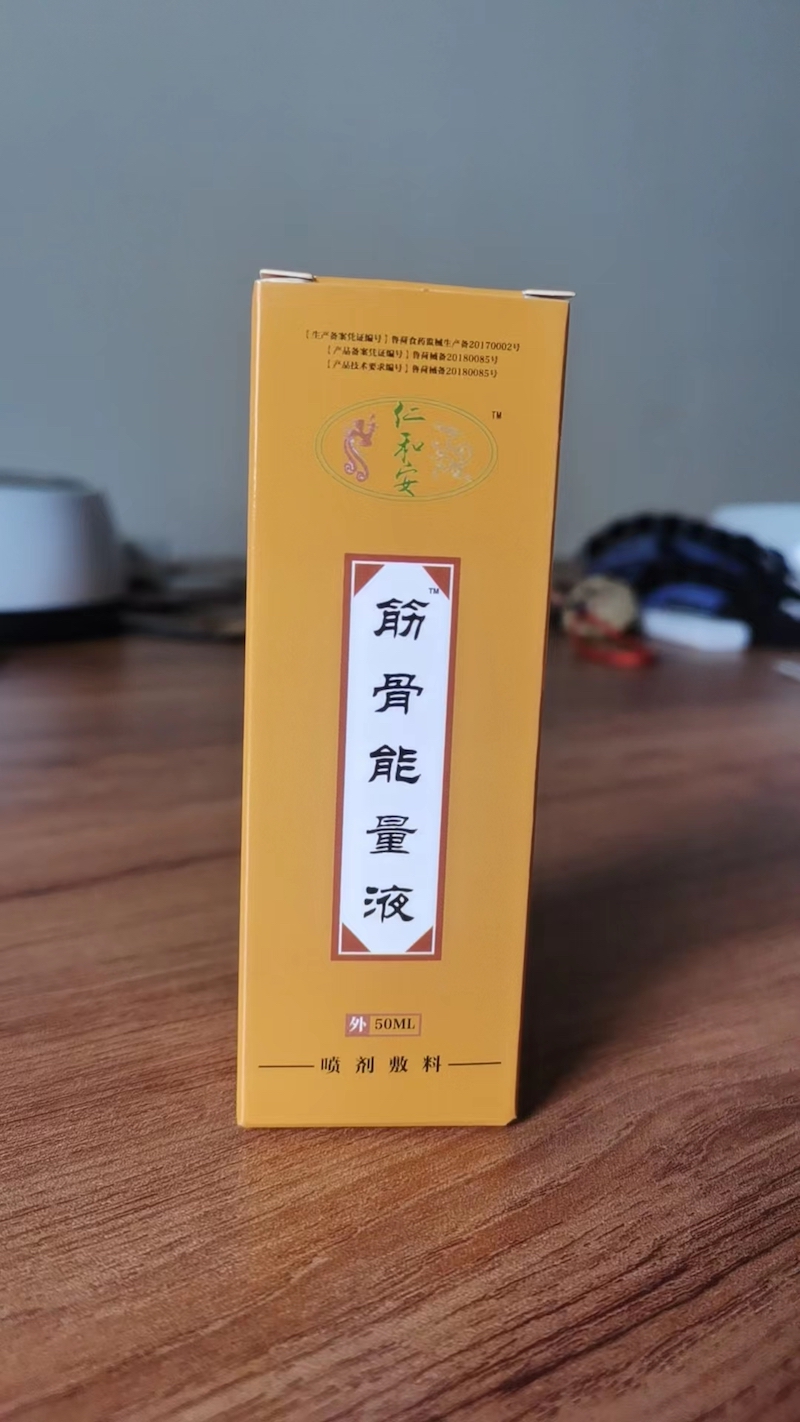 【生产备案凭证编号】鲁菏食药监械生产备20170002号
【产品备案凭证编号】鲁菏械备20180085号
【产品技术要求编号】鲁菏械备20180085号
仁和安
TM
筋骨能量液
TM
外 50ML
喷剂敷料